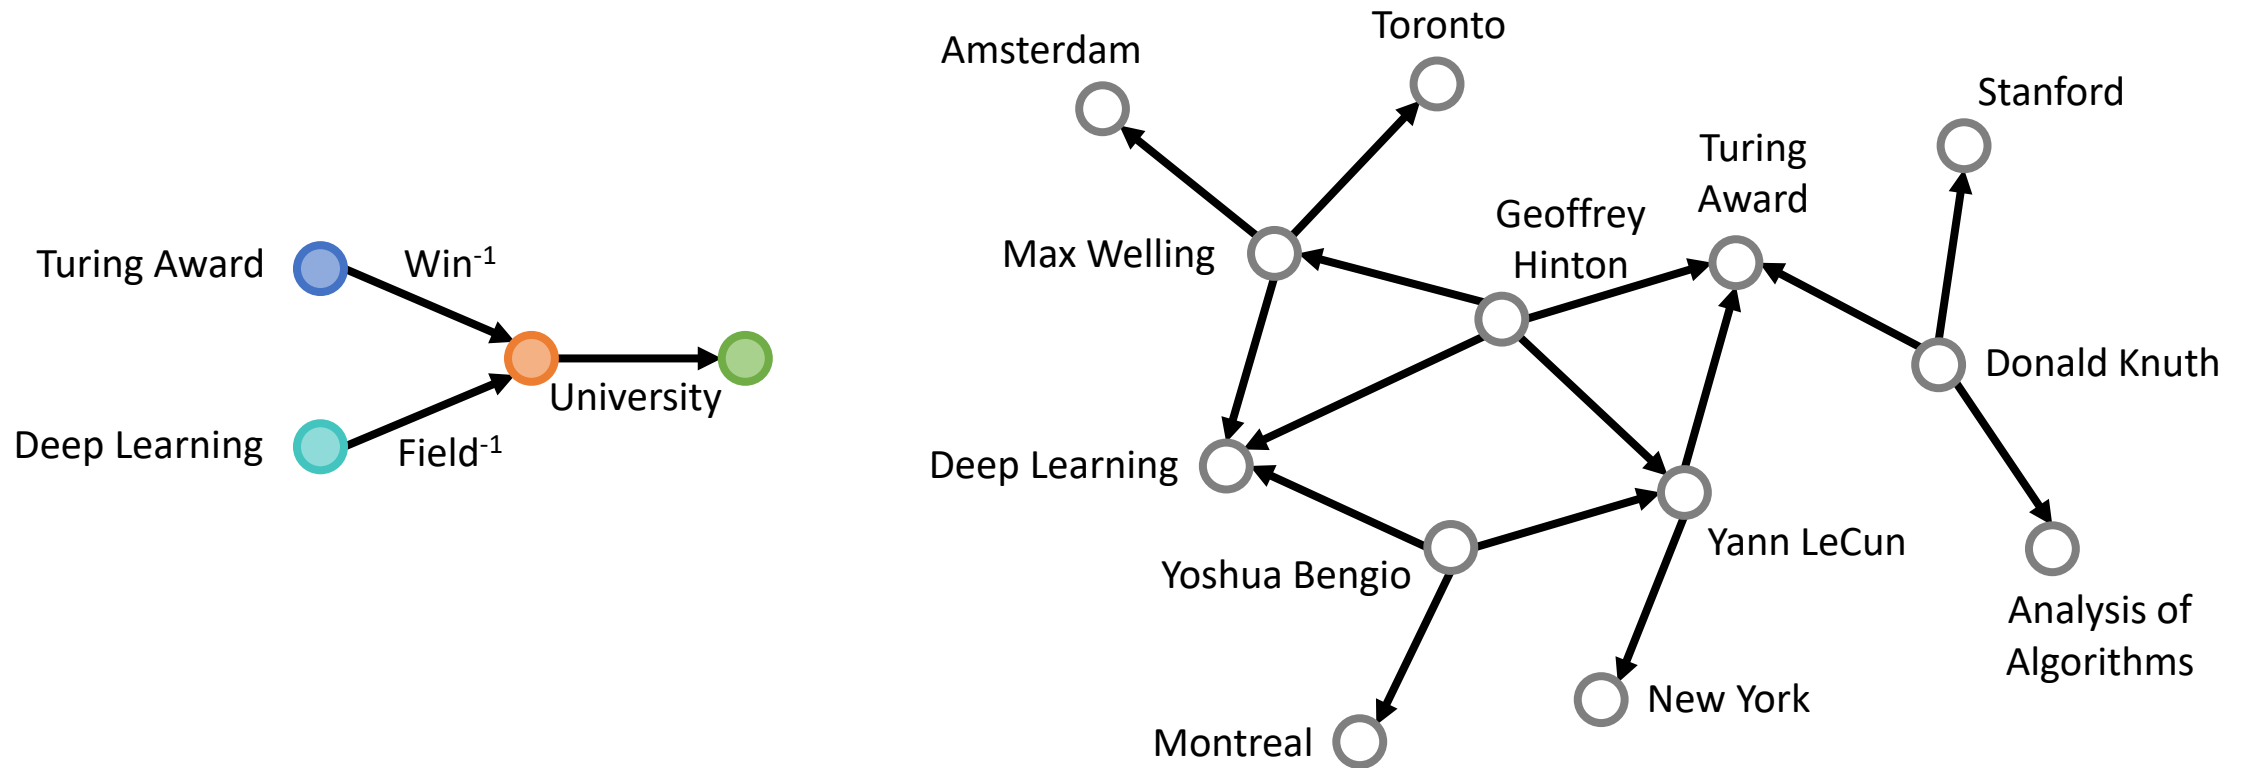 Turing Award
Win-1
University
Deep Learning
Field-1
Amsterdam
Toronto
Stanford
Turing
Award
Geoffrey
Hinton
Max Welling
Donald Knuth
Deep Learning
Yann LeCun
Yoshua Bengio
Analysis of
Algorithms
New York
Montreal